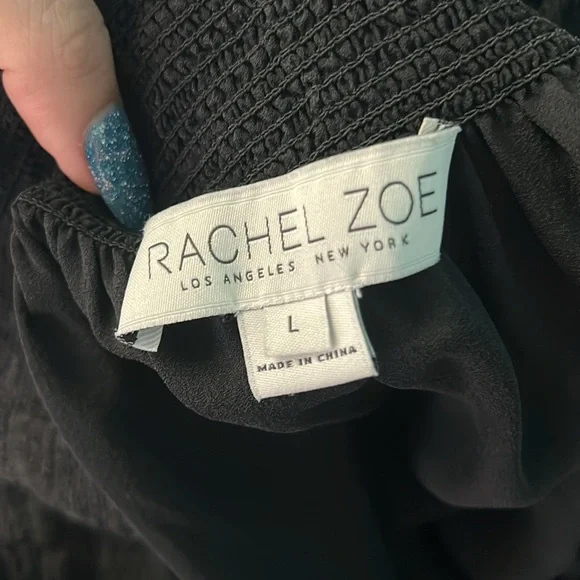 RACHEL ZOE
LOS ANGELES NEW YORK
L
MADE IN CHINA